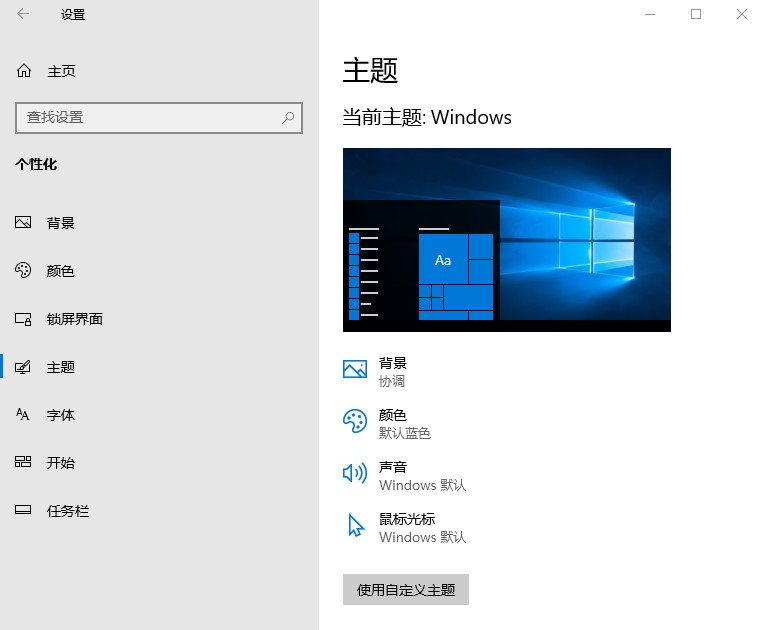 设置
主页
查找设置
个性化
背景
颜色
锁屏界面
主题
字体
开始
任务栏
主题
当前主题: Windows
Aa
背景
协调
颜色
默认蓝色
声音
Windows 默认
鼠标光标
Windows 默认
使用自定义主题